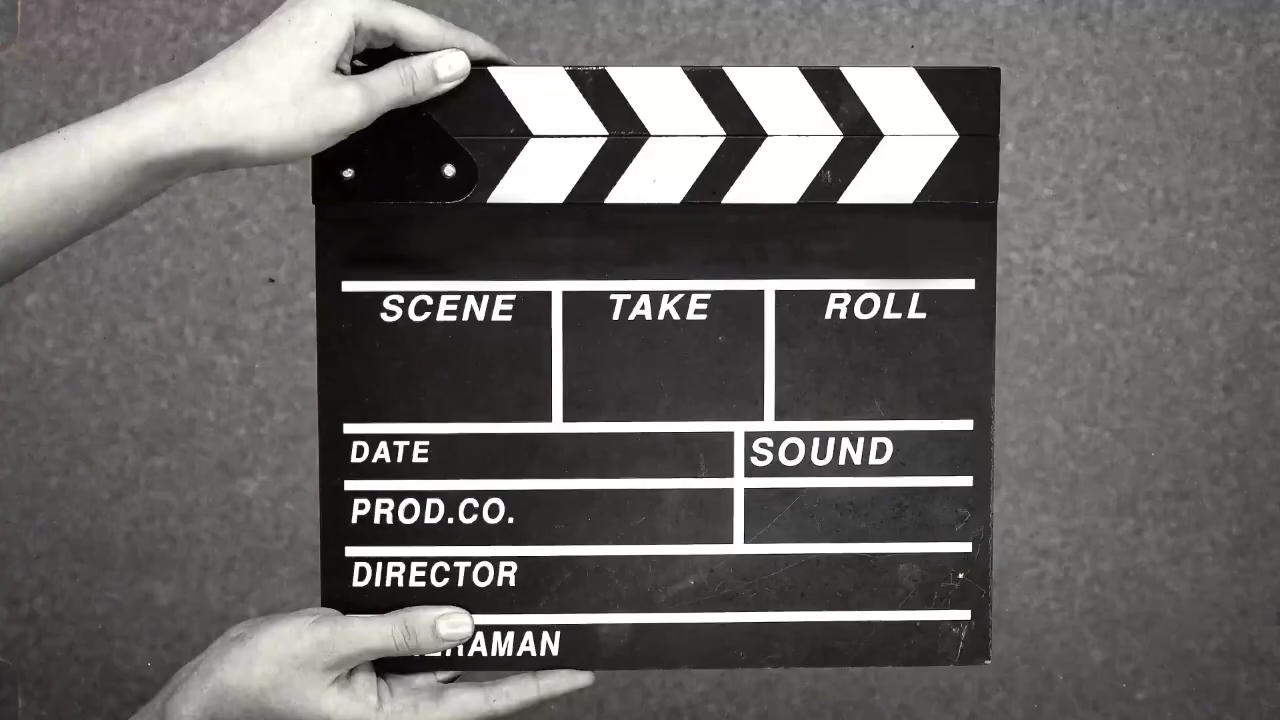 SCENE TAKE ROLL
DATE SOUND
PROD.CO.
DIRECTOR